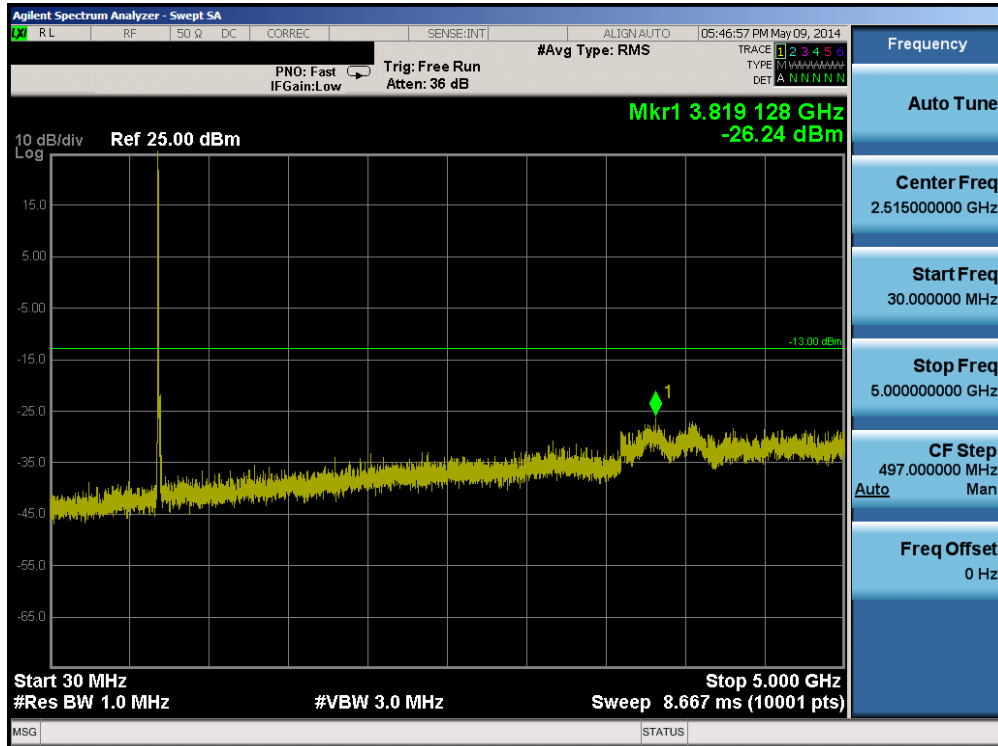 Agilent Spectrum Analyzer - Swept SA
LXI RL RF 50 Ω DC CORREC SENSE:INT ALIGN AUTO 05:46:57 PM May 09, 2014
#Avg Type: RMS TRACE 1 2 3 4 5 6
PNO: Fast Trig: Free Run TYPE M WWWWW
IFGain:Low Atten: 36 dB DET A N N N N N
Mkr1 3.819 128 GHz
-26.24 dBm
10 dB/div Ref 25.00 dBm
Log
15.0
5.00
-5.00
-13.00 dBm
-15.0
1
-25.0
-35.0
-45.0
-55.0
-65.0
Start 30 MHz Stop 5.000 GHz
#Res BW 1.0 MHz #VBW 3.0 MHz Sweep 8.667 ms (10001 pts)
MSG STATUS
Frequency
Auto Tune
Center Freq
2.515000000 GHz
Start Freq
30.000000 MHz
Stop Freq
5.000000000 GHz
CF Step
497.000000 MHz
Auto Man
Freq Offset
0 Hz